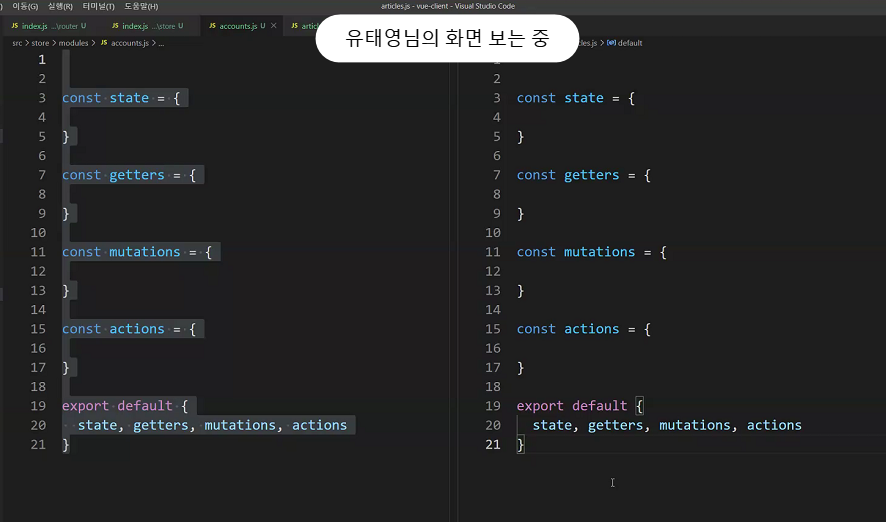 이동(G) 실행(R) 터미널(T) 도움말(H) articles.js - vue-client - Visual Studio Code
JS index.js ...\router U JS index.js ...\store U JS accounts.js U × JS artic
유태영님의 화면 보는 중
src > store > modules > JS accounts.js > ...
es.js > default
1
2
3 const state = {
4
5 }
6
7 const getters = {
8
9 }
10
11 const mutations = {
12
13 }
14
15 const actions = {
16
17 }
18
19 export default {
20 state, getters, mutations, actions
21 }
1
2
3 const state = {
4
5 }
6
7 const getters = {
8
9 }
10
11 const mutations = {
12
13 }
14
15 const actions = {
16
17 }
18
19 export default {
20 state, getters, mutations, actions
21 }